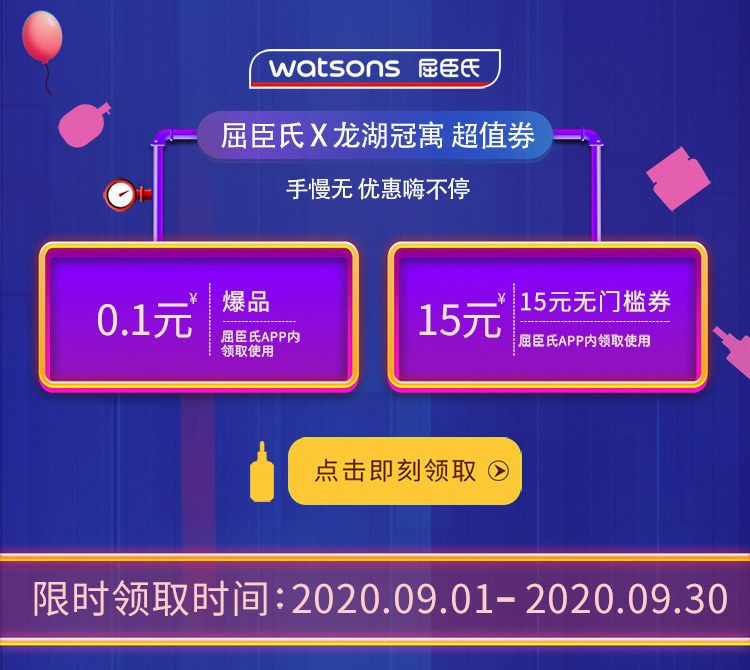 watsons 屈臣氏
屈臣氏 X 龙湖冠寓 超值券
手慢无 优惠嗨不停
0.1元 ¥
爆品
屈臣氏APP内
领取使用
15元 ¥
15元无门槛券
屈臣氏APP内领取使用
点击即刻领取
限时领取时间:2020.09.01- 2020.09.30